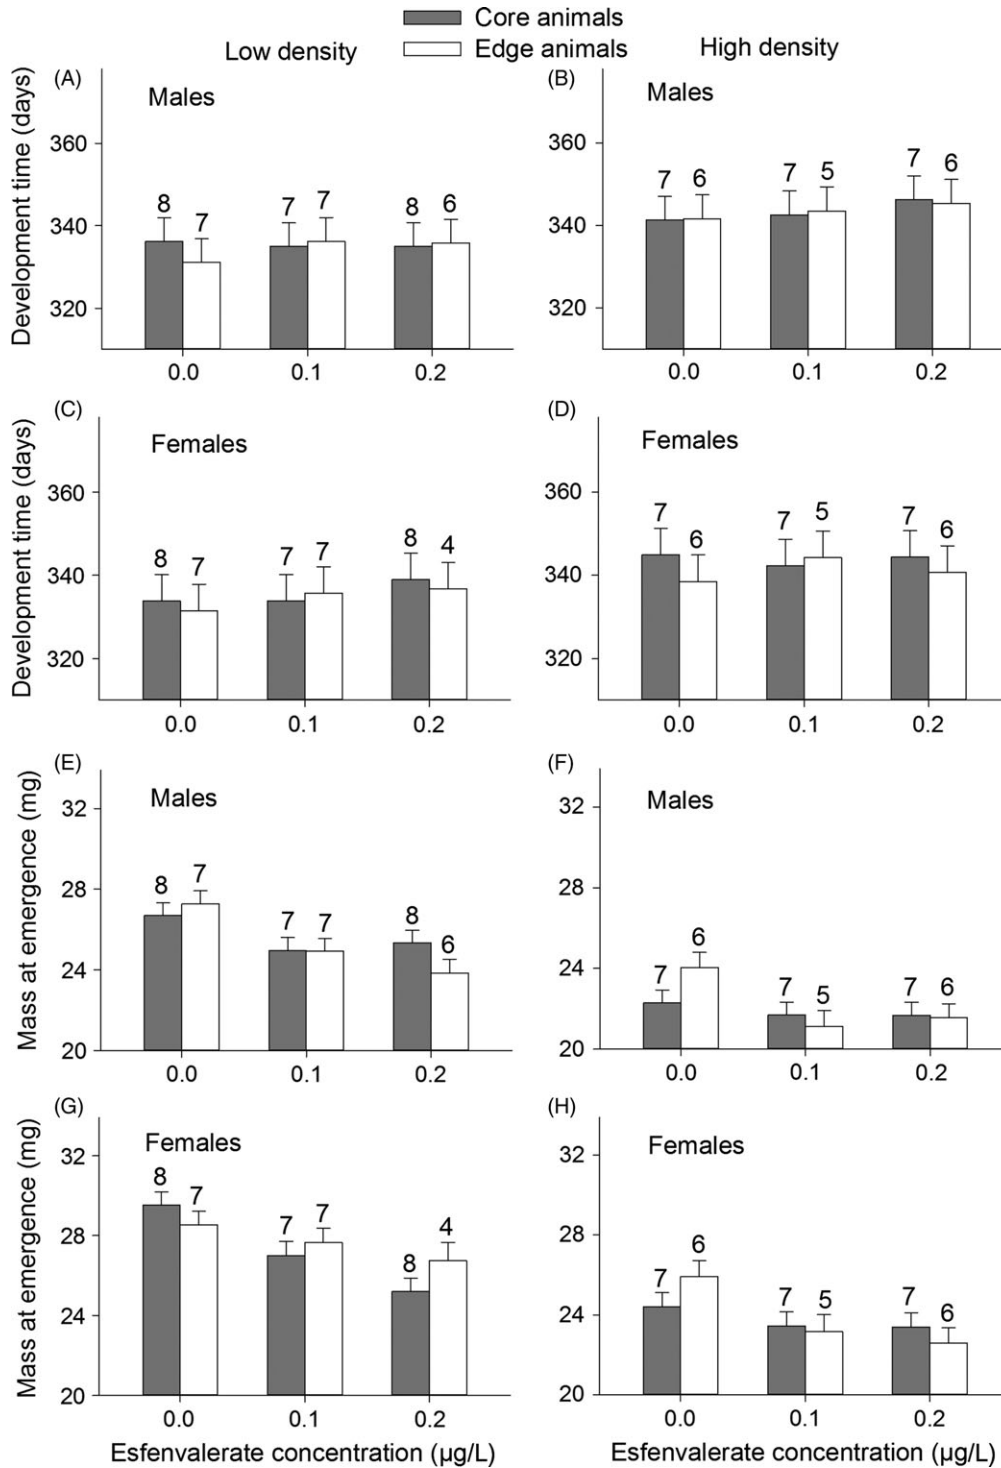 Core animals
Edge animals
Low density
High density
(A)
Males
Development time (days)
360
340
320
8 7 7 7 8 6
0.0 0.1 0.2
(B)
Males
360
340
320
7 6 7 5 7 6
0.0 0.1 0.2
(C)
Females
Development time (days)
360
340
320
8 7 7 7 8 4
0.0 0.1 0.2
(D)
Females
360
340
320
7 6 7 5 7 6
0.0 0.1 0.2
(E)
Males
Mass at emergence (mg)
32
28
24
20
8 7 7 7 8 6
0.0 0.1 0.2
(F)
Males
32
28
24
20
7 6 7 5 7 6
0.0 0.1 0.2
(G)
Females
Mass at emergence (mg)
32
28
24
20
8 7 7 7 8 4
0.0 0.1 0.2
Esfenvalerate concentration (µg/L)
(H)
Females
32
28
24
20
7 6 7 5 7 6
0.0 0.1 0.2
Esfenvalerate concentration (µg/L)